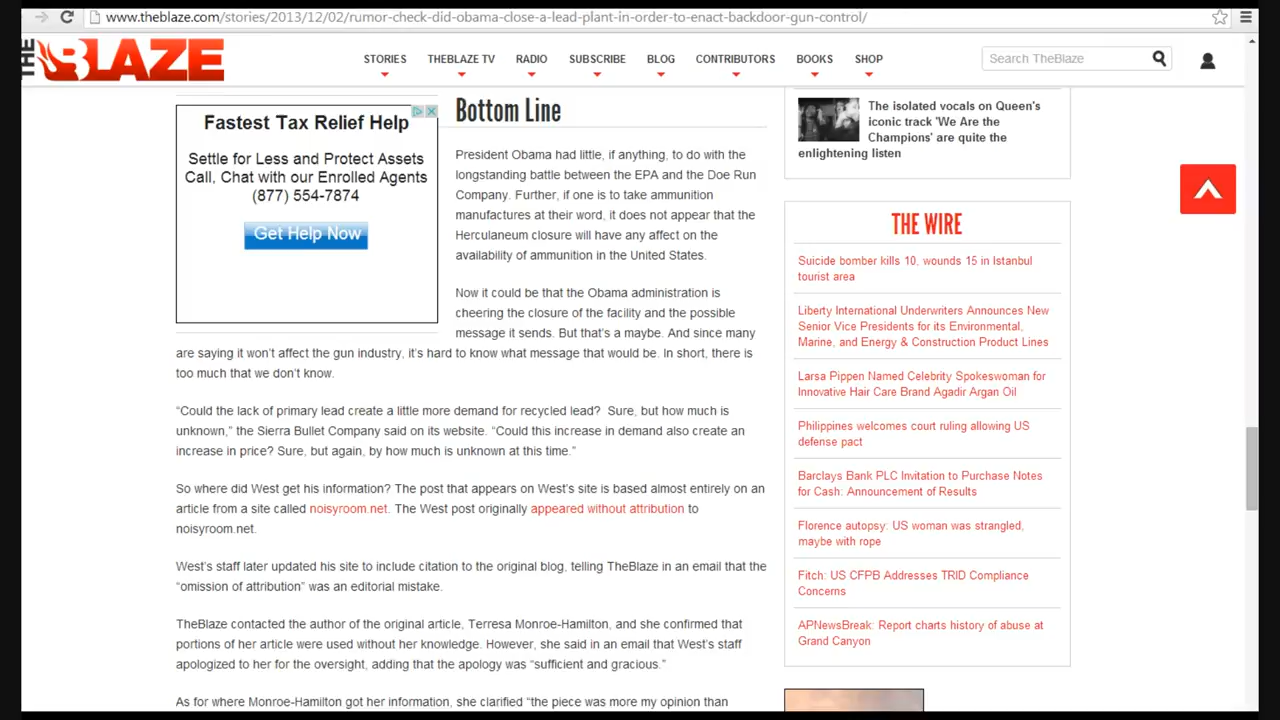 www.theblaze.com/stories/2013/12/02/rumor-check-did-obama-close-a-lead-plant-in-order-to-enact-backdoor-gun-control/
THE BLAZE
STORIES THEBLAZE TV RADIO SUBSCRIBE BLOG CONTRIBUTORS BOOKS SHOP
Search TheBlaze
Fastest Tax Relief Help
Settle for Less and Protect Assets
Call, Chat with our Enrolled Agents
(877) 554-7874
Get Help Now
Bottom Line
President Obama had little, if anything, to do with the
longstanding battle between the EPA and the Doe Run
Company. Further, if one is to take ammunition
manufactures at their word, it does not appear that the
Herculaneum closure will have any affect on the
availability of ammunition in the United States.
Now it could be that the Obama administration is
cheering the closure of the facility and the possible
message it sends. But that's a maybe. And since many
are saying it won't affect the gun industry, it's hard to know what message that would be. In short, there is
too much that we don't know.
“Could the lack of primary lead create a little more demand for recycled lead?  Sure, but how much is
unknown,” the Sierra Bullet Company said on its website. “Could this increase in demand also create an
increase in price? Sure, but again, by how much is unknown at this time.”
So where did West get his information? The post that appears on West's site is based almost entirely on an
article from a site called noisyroom.net. The West post originally appeared without attribution to
noisyroom.net.
West's staff later updated his site to include citation to the original blog, telling TheBlaze in an email that the
“omission of attribution” was an editorial mistake.
TheBlaze contacted the author of the original article, Terresa Monroe-Hamilton, and she confirmed that
portions of her article were used without her knowledge. However, she said in an email that West's staff
apologized to her for the oversight, adding that the apology was “sufficient and gracious.”
As for where Monroe-Hamilton got her information, she clarified “the piece was more my opinion than
The isolated vocals on Queen's
iconic track 'We Are the
Champions' are quite the
enlightening listen
THE WIRE
Suicide bomber kills 10, wounds 15 in Istanbul
tourist area
Liberty International Underwriters Announces New
Senior Vice Presidents for its Environmental,
Marine, and Energy & Construction Product Lines
Larsa Pippen Named Celebrity Spokeswoman for
Innovative Hair Care Brand Agadir Argan Oil
Philippines welcomes court ruling allowing US
defense pact
Barclays Bank PLC Invitation to Purchase Notes
for Cash: Announcement of Results
Florence autopsy: US woman was strangled,
maybe with rope
Fitch: US CFPB Addresses TRID Compliance
Concerns
APNewsBreak: Report charts history of abuse at
Grand Canyon